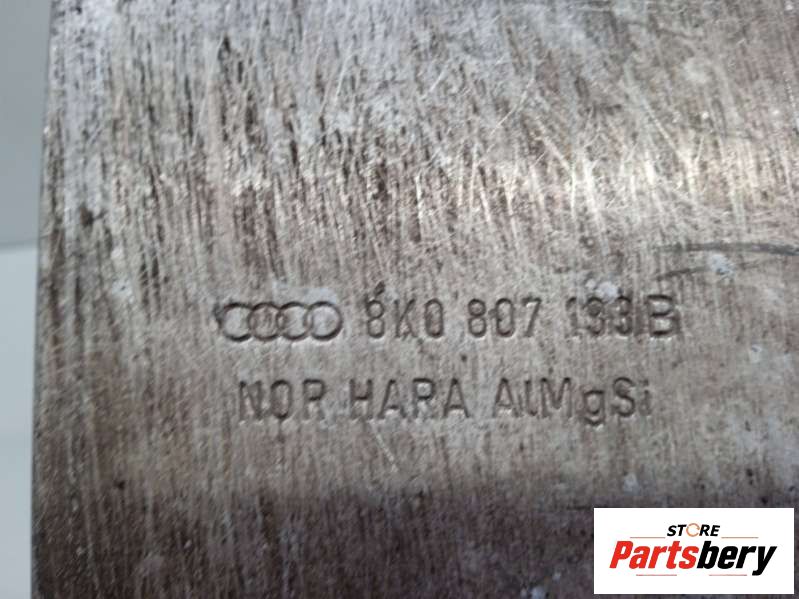 8K0 807 133 B
NOR HARA AlMgSi
STORE
Partsbery